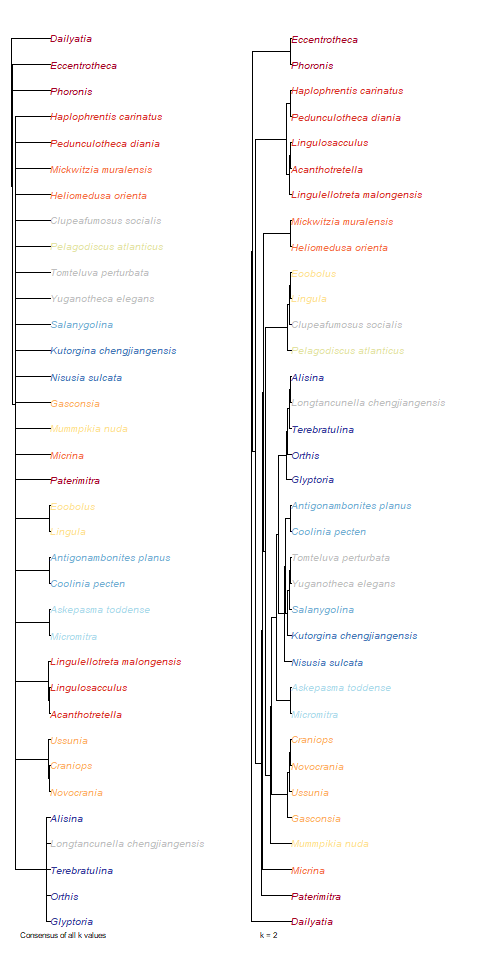 Dailyatia
Eccentrotheca
Phoronis
Haplophrentis carinatus
Pedunculotheca diania
Mickwitzia muralensis
Heliomedusa orienta
Clupeafumosus socialis
Pelagodiscus atlanticus
Tomteluva perturbata
Yuganotheca elegans
Salanygolina
Kutorgina chengjiangensis
Nisusia sulcata
Gasconsia
Mummpikia nuda
Micrina
Paterimitra
Eoobolus
Lingula
Antigonambonites planus
Coolinia pecten
Askepasma toddense
Micromitra
Lingulellotreta malongensis
Lingulosacculus
Acanthotretella
Ussunia
Craniops
Novocrania
Alisina
Longtancunella chengjiangensis
Terebratulina
Orthis
Glyptoria
Consensus of all k values
Eccentrotheca
Phoronis
Haplophrentis carinatus
Pedunculotheca diania
Lingulosacculus
Acanthotretella
Lingulellotreta malongensis
Mickwitzia muralensis
Heliomedusa orienta
Eoobolus
Lingula
Clupeafumosus socialis
Pelagodiscus atlanticus
Alisina
Longtancunella chengjiangensis
Terebratulina
Orthis
Glyptoria
Antigonambonites planus
Coolinia pecten
Tomteluva perturbata
Yuganotheca elegans
Salanygolina
Kutorgina chengjiangensis
Nisusia sulcata
Askepasma toddense
Micromitra
Craniops
Novocrania
Ussunia
Gasconsia
Mummpikia nuda
Micrina
Paterimitra
Dailyatia
k = 2